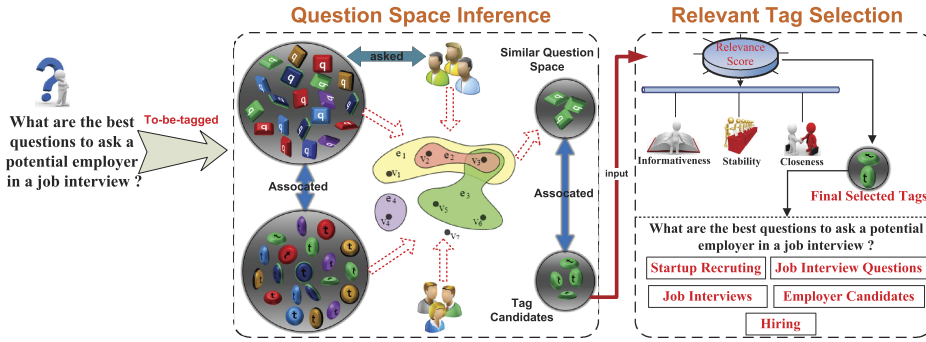 Question Space Inference
Relevant Tag Selection
What are the best
questions to ask a
potential employer
in a job interview ?
To-be-tagged
asked
Assocated
e1
v2
e2
v3
v1
e3
e4
v4
v5
v6
v7
Similar Question
Space
Assocated
Tag
Candidates
input
Relevance
Score
Informativeness
Stability
Closeness
Final Selected Tags
What are the best questions to ask a potential
employer in a job interview ?
Startup Recruting
Job Interview Questions
Job Interviews
Employer Candidates
Hiring